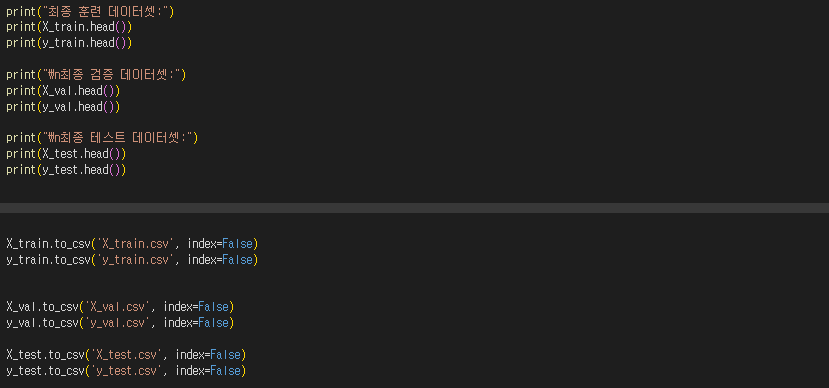 print("최종 훈련 데이터셋:")
print(X_train.head())
print(y_train.head())
print("₩n최종 검증 데이터셋:")
print(X_val.head())
print(y_val.head())
print("₩n최종 테스트 데이터셋:")
print(X_test.head())
print(y_test.head())
X_train.to_csv('X_train.csv', index=False)
y_train.to_csv('y_train.csv', index=False)
X_val.to_csv('X_val.csv', index=False)
y_val.to_csv('y_val.csv', index=False)
X_test.to_csv('X_test.csv', index=False)
y_test.to_csv('y_test.csv', index=False)